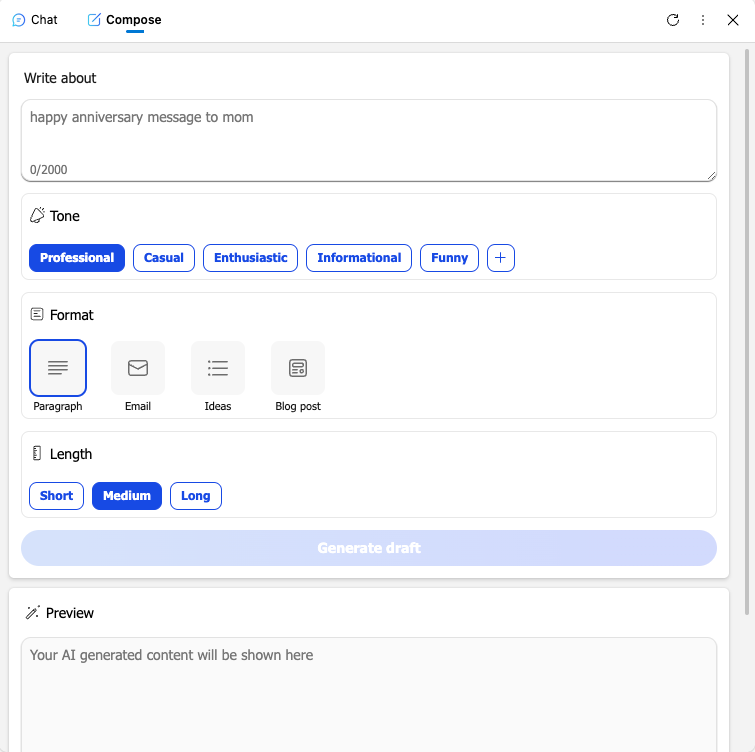 Chat Compose
Write about
happy anniversary message to mom
0/2000
Tone
Professional Casual Enthusiastic Informational Funny +
Format
Paragraph Email Ideas Blog post
Length
Short Medium Long
Generate draft
Preview
Your AI generated content will be shown here